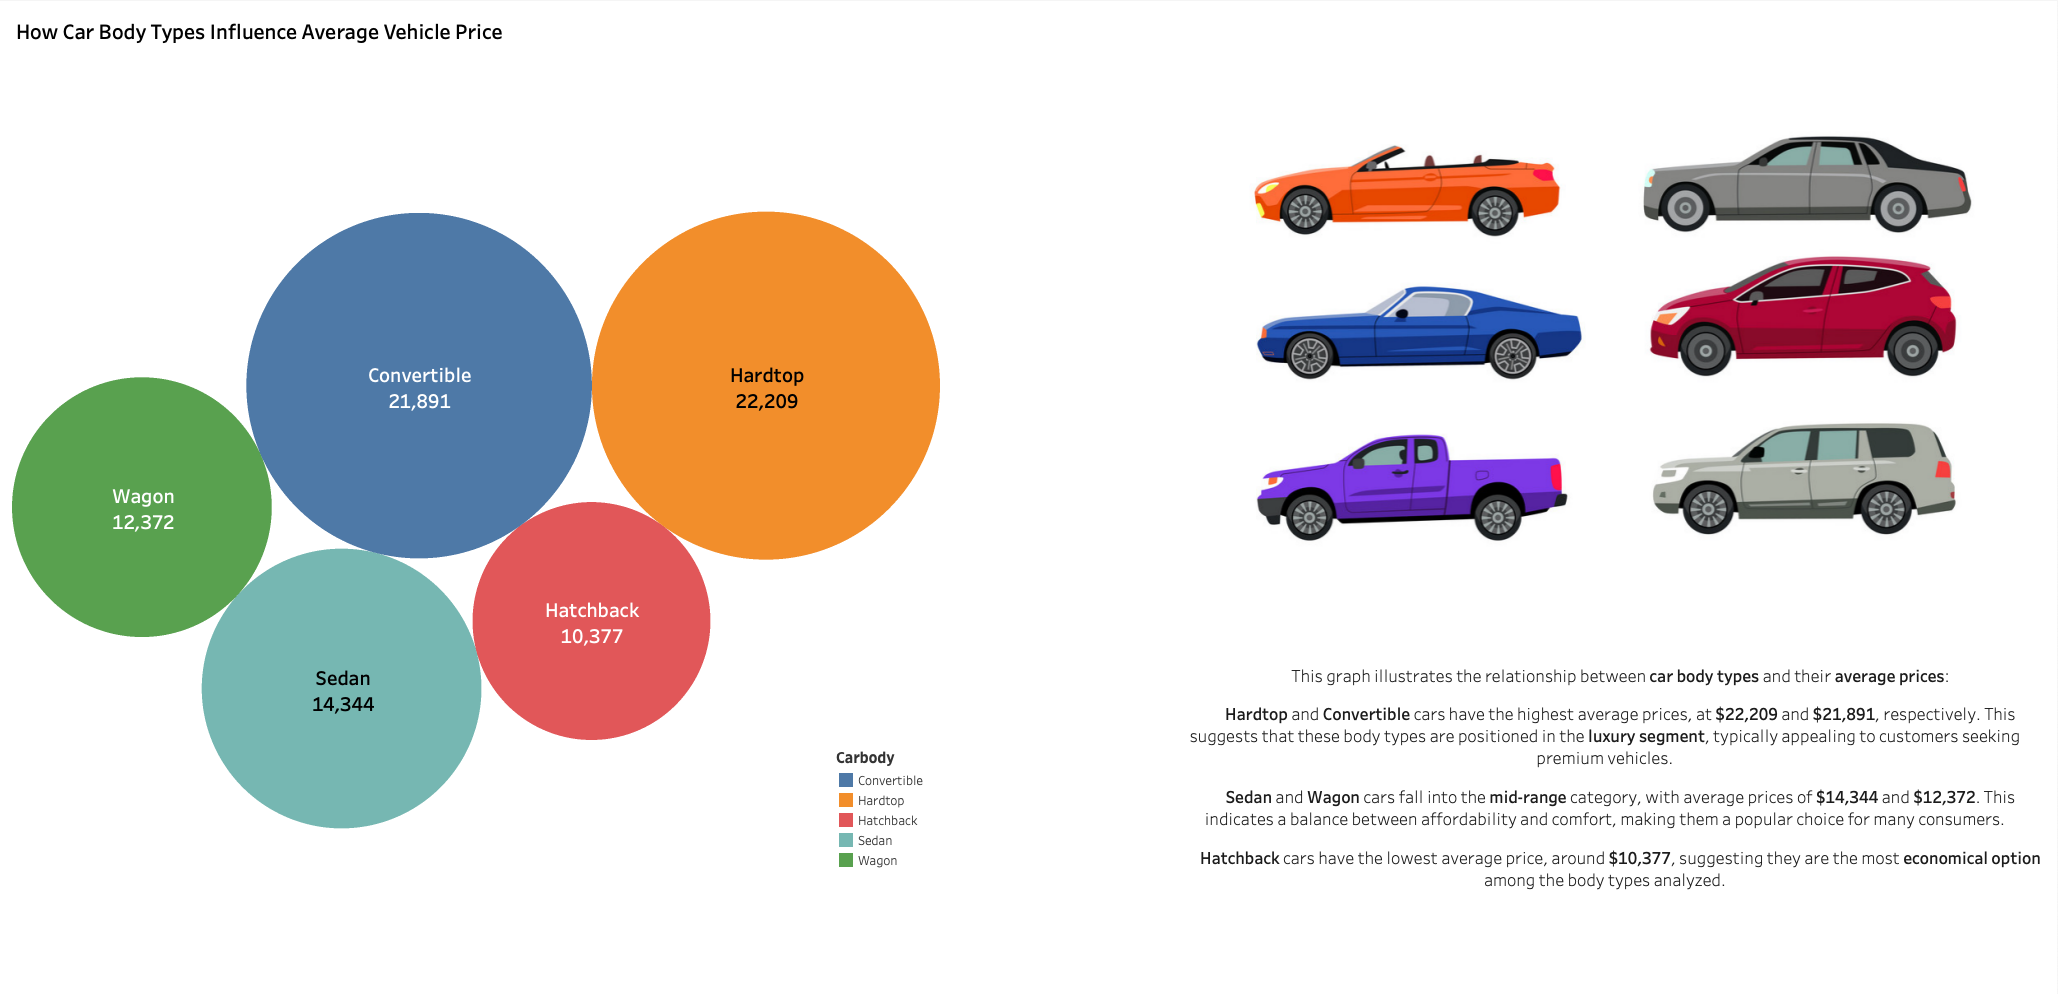 How Car Body Types Influence Average Vehicle Price
Convertible
21,891
Hardtop
22,209
Wagon
12,372
Hatchback
10,377
Sedan
14,344
Carbody
Convertible
Hardtop
Hatchback
Sedan
Wagon
This graph illustrates the relationship between car body types and their average prices:
Hardtop and Convertible cars have the highest average prices, at $22,209 and $21,891, respectively. This
suggests that these body types are positioned in the luxury segment, typically appealing to customers seeking
premium vehicles.
Sedan and Wagon cars fall into the mid-range category, with average prices of $14,344 and $12,372. This
indicates a balance between affordability and comfort, making them a popular choice for many consumers.
Hatchback cars have the lowest average price, around $10,377, suggesting they are the most economical option
among the body types analyzed.